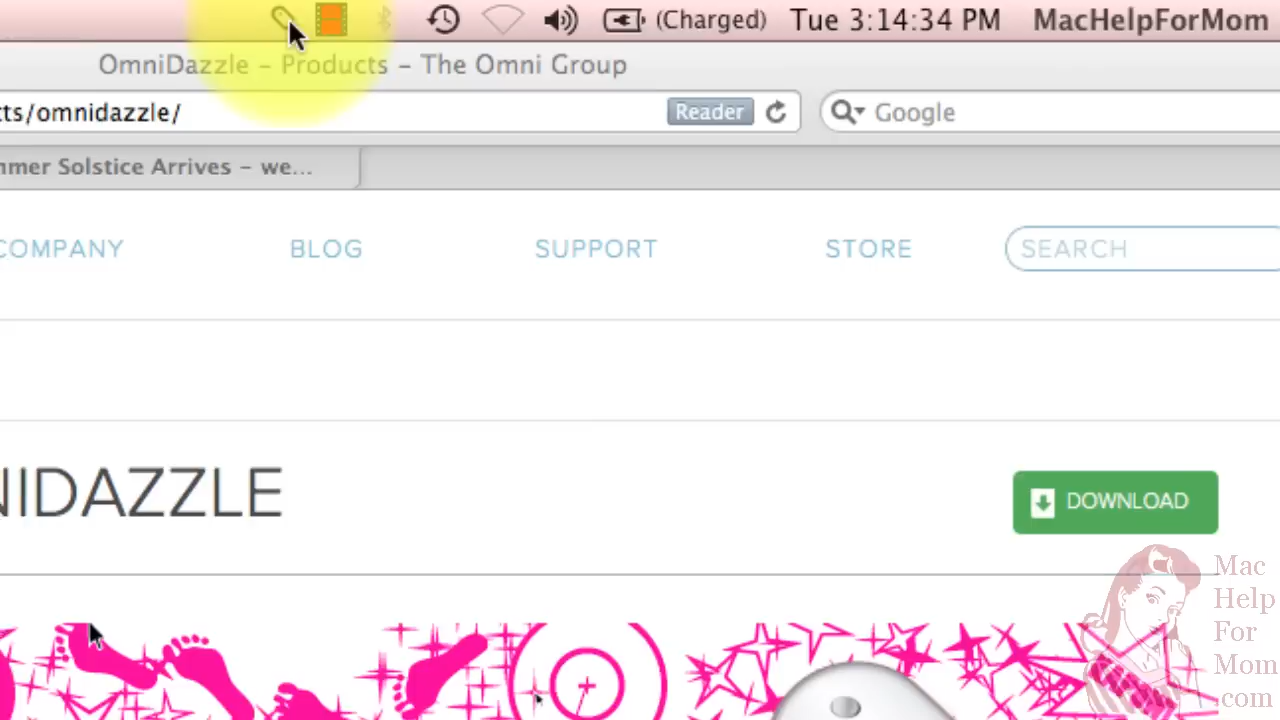 (Charged) Tue 3:14:34 PM MacHelpForMom
OmniDazzle – Products – The Omni Group
cts/omnidazzle/ Reader Google
mmer Solstice Arrives – we...
COMPANY BLOG SUPPORT STORE SEARCH
NIDAZZLE
DOWNLOAD
Mac
Help
For
Mom
.com